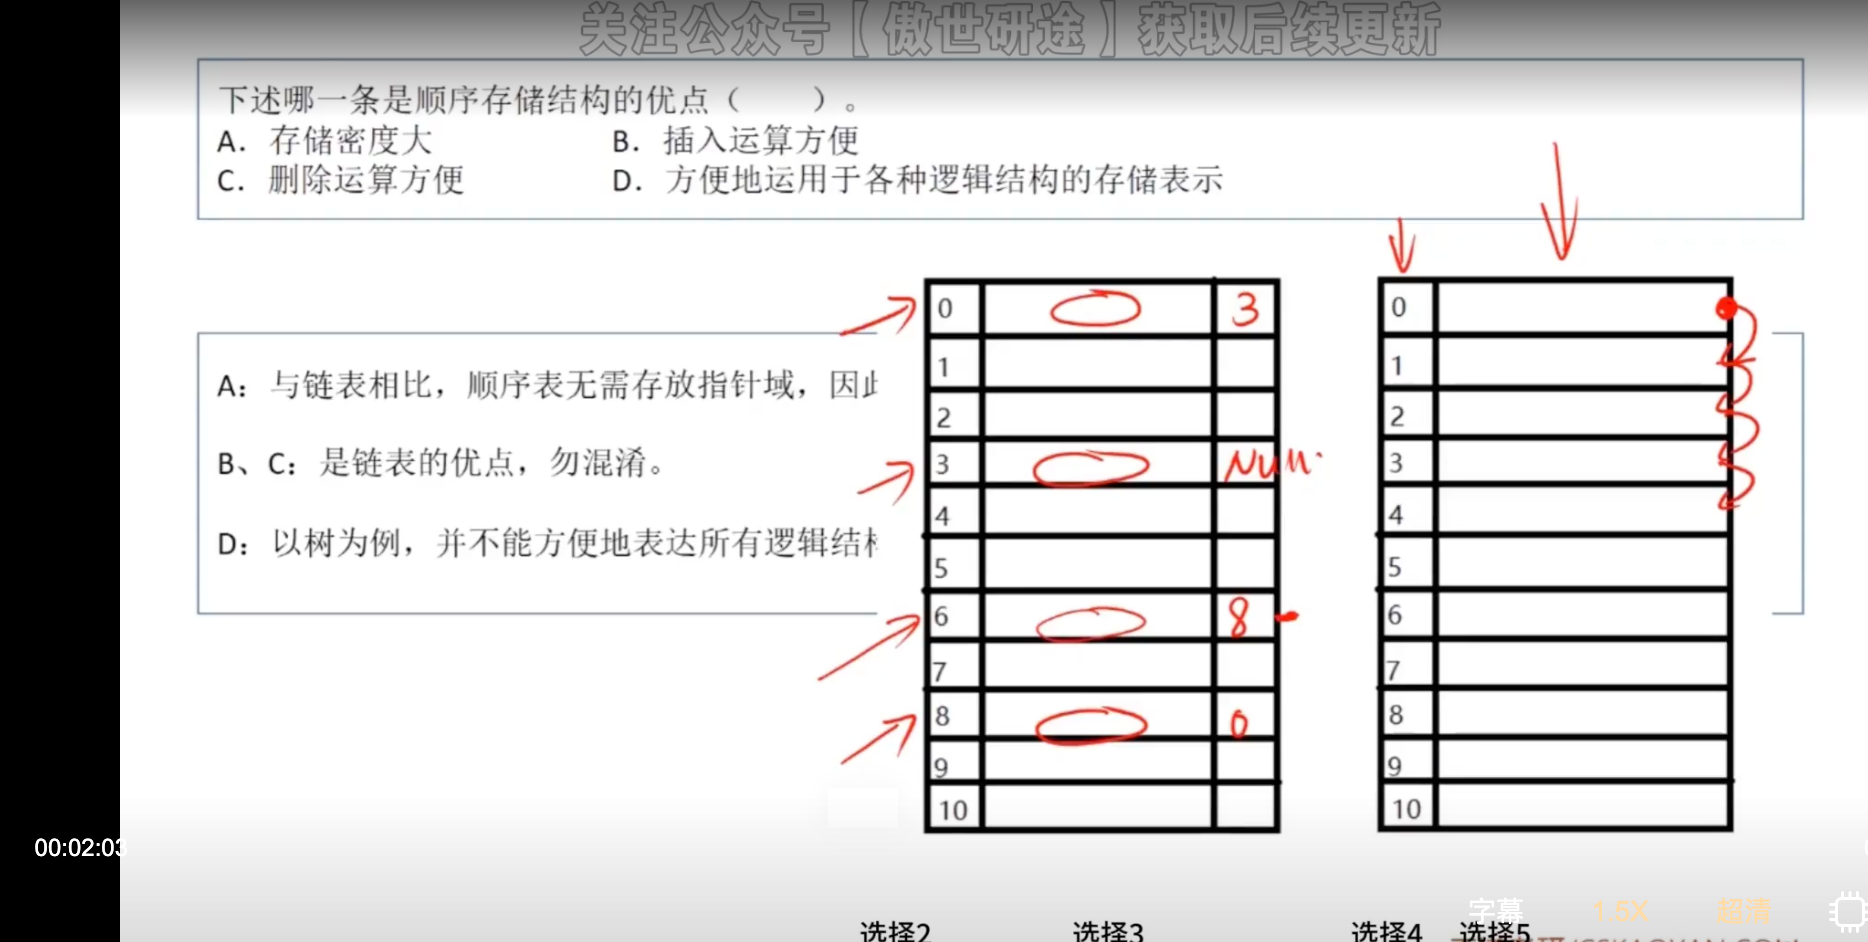 关注公众号【傲世研途】获取后续更新
下述哪一条是顺序存储结构的优点（　　）。
A．存储密度大　　B．插入运算方便
C．删除运算方便　　D．方便地运用于各种逻辑结构的存储表示
A：与链表相比，顺序表无需存放指针域，因此
B、C：是链表的优点，勿混淆。
D：以树为例，并不能方便地表达所有逻辑结构
0 3
1
2
3 NULL
4
5
6 8
7
8 0
9
10
0
1
2
3
4
5
6
7
8
9
10
00:02:03
字幕 1.5X 超清
选择2 选择3 选择4 选择5